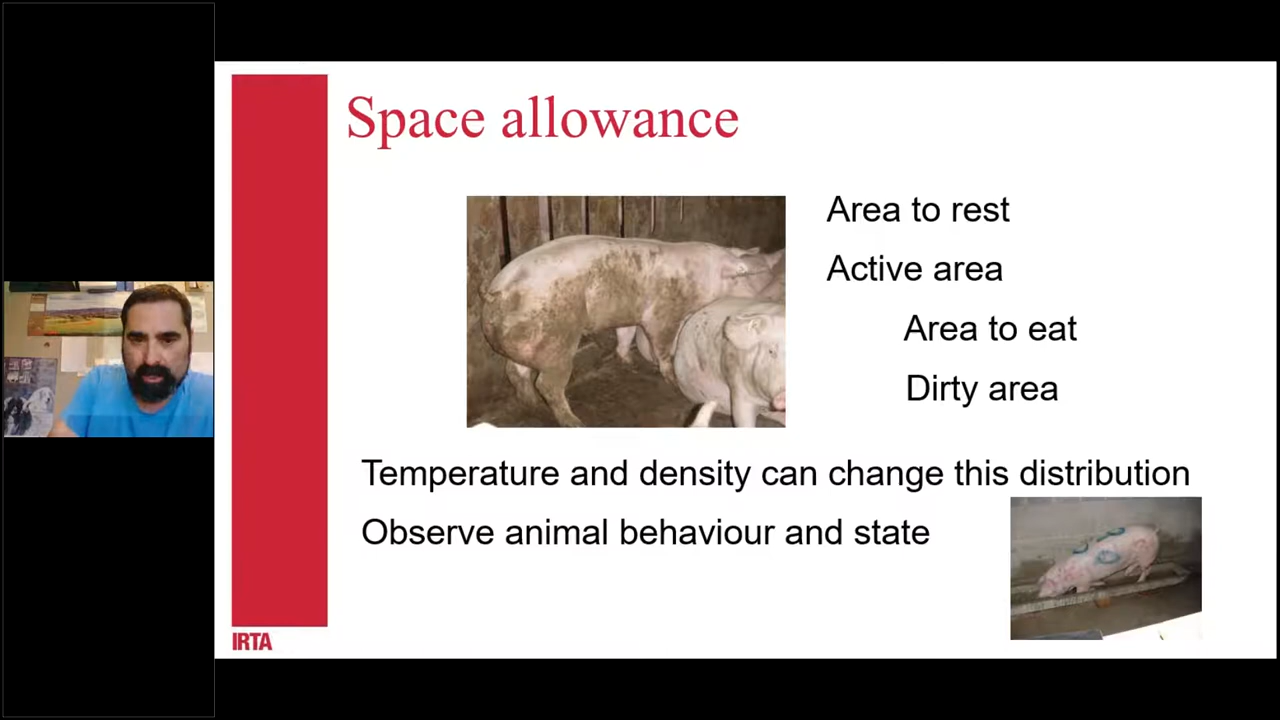 Space allowance
Area to rest
Active area
Area to eat
Dirty area
Temperature and density can change this distribution
Observe animal behaviour and state
IRTA